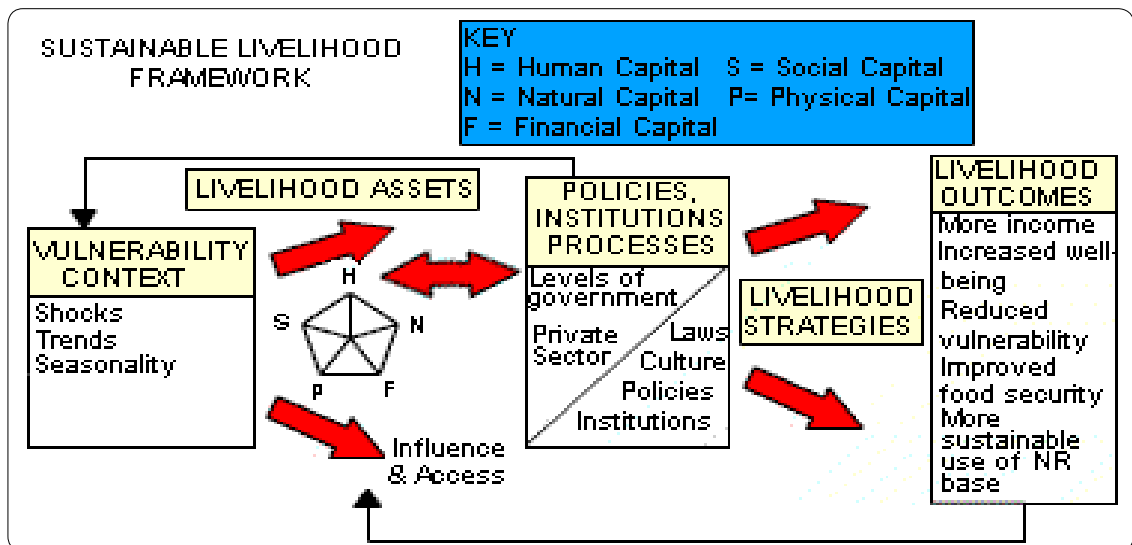 SUSTAINABLE LIVELIHOOD
FRAMEWORK
KEY
H = Human Capital S = Social Capital
N = Natural Capital P= Physical Capital
F = Financial Capital
LIVELIHOOD ASSETS
VULNERABILITY
CONTEXT
Shocks
Trends
Seasonality
H
S
N
P
F
Influence
& Access
POLICIES,
INSTITUTIONS
PROCESSES
Levels of
government
Private
Sector
Laws
Culture
Policies
Institutions
LIVELIHOOD
STRATEGIES
LIVELIHOOD
OUTCOMES
More income
Increased well-
being
Reduced
vulnerability
Improved
food security
More
sustainable
use of NR
base